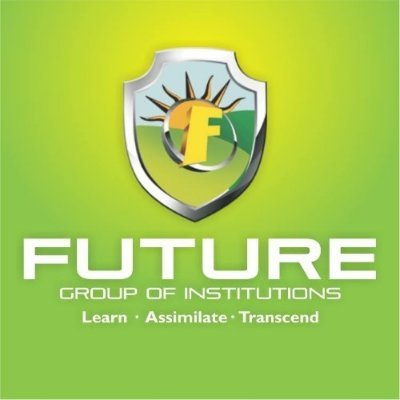 F
FUTURE
GROUP OF INSTITUTIONS
Learn · Assimilate · Transcend